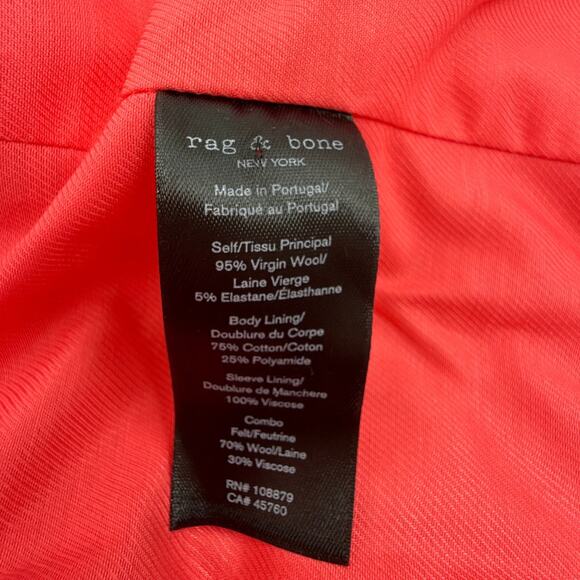 rag & bone
NEW YORK
Made in Portugal/
Fabriqué au Portugal
Self/Tissu Principal
95% Virgin Wool/
Laine Vierge
5% Elastane/Élasthanne
Body Lining/
Doublure du Corpe
75% Cotton/Coton
25% Polyamide
Sleeve Lining/
Doublure de Manchere
100% Viscose
Combo
Felt/Feutrine
70% Wool/Laine
30% Viscose
RN# 108879
CA# 45760